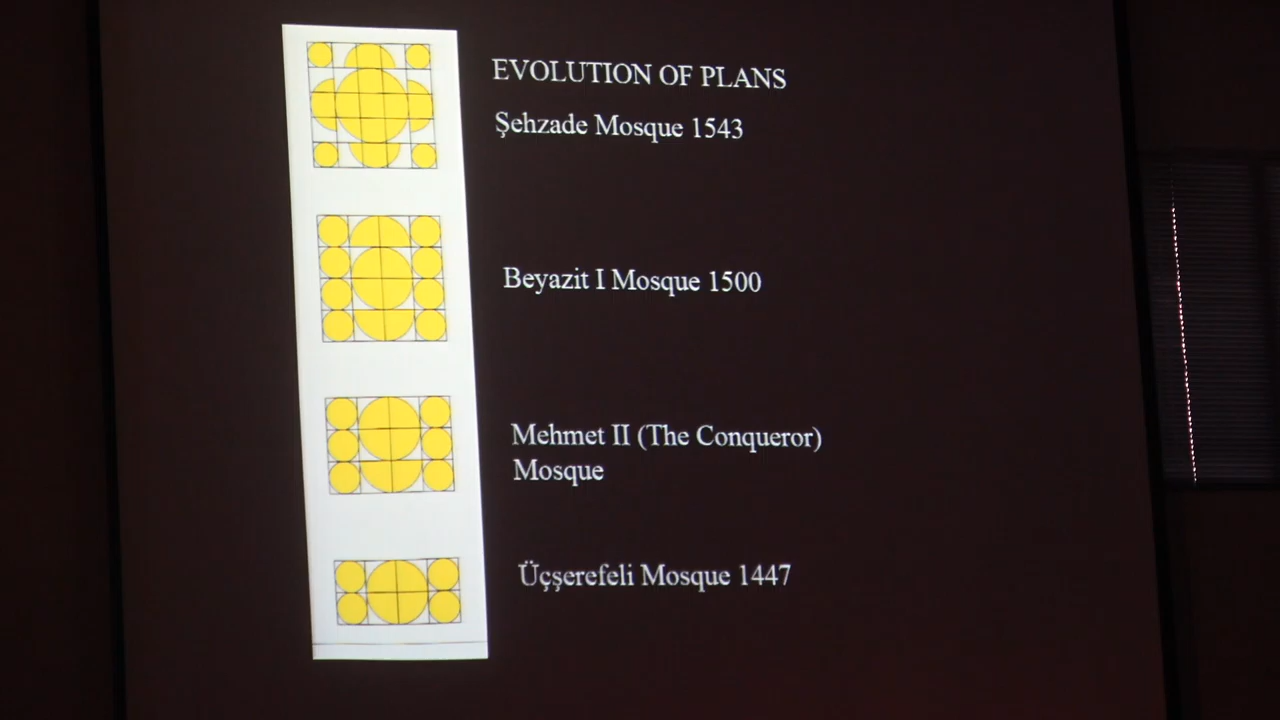 EVOLUTION OF PLANS
Şehzade Mosque 1543
Beyazit I Mosque 1500
Mehmet II (The Conqueror)
Mosque
Üçşerefeli Mosque 1447